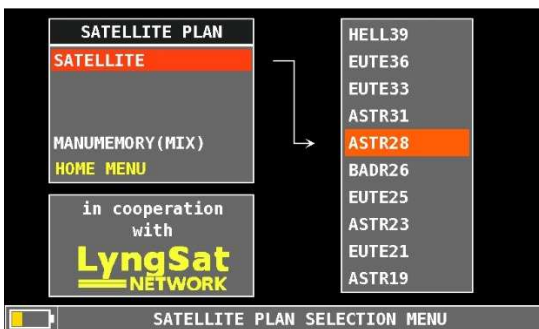 SATELLITE PLAN
SATELLITE
MANUMEMORY(MIX)
HOME MENU
in cooperation
with
LyngSat
NETWORK
HELL39
EUTE36
EUTE33
ASTR31
ASTR28
BADR26
EUTE25
ASTR23
EUTE21
ASTR19
SATELLITE PLAN SELECTION MENU